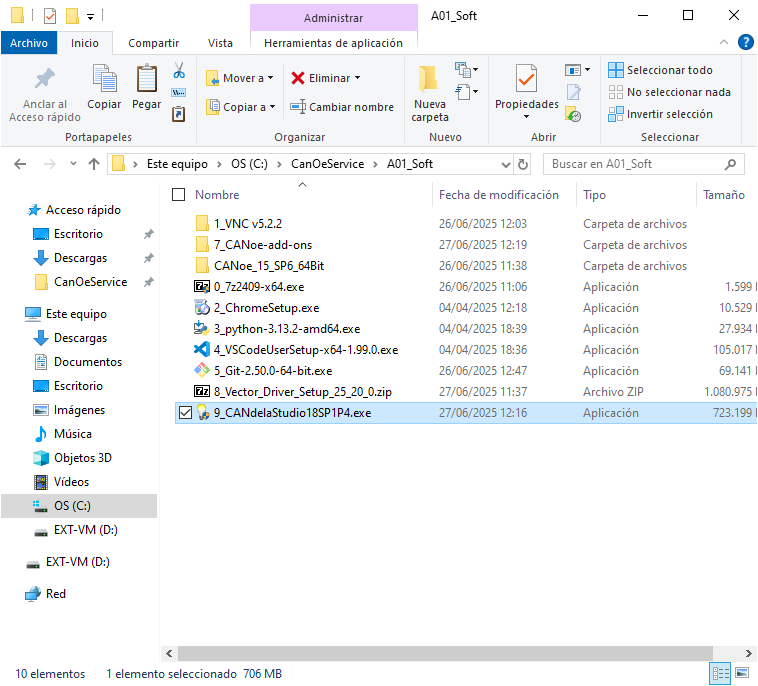 Administrar
A01_Soft
Archivo
Inicio
Compartir
Vista
Herramientas de aplicación
Anclar al
Acceso rápido
Copiar
Pegar
Portapapeles
Mover a
Copiar a
Eliminar
Cambiar nombre
Organizar
Nueva
carpeta
Nuevo
Propiedades
Abrir
Seleccionar todo
No seleccionar nada
Invertir selección
Seleccionar
Este equipo > OS (C:) > CanOeService > A01_Soft
Buscar en A01_Soft
Acceso rápido
Escritorio
Descargas
CanOeService
Este equipo
Descargas
Documentos
Escritorio
Imágenes
Música
Objetos 3D
Vídeos
OS (C:)
EXT-VM (D:)
EXT-VM (D:)
Red
Nombre Fecha de modificación Tipo Tamaño
1_VNC v5.2.2 26/06/2025 12:03 Carpeta de archivos
7_CANoe-add-ons 27/06/2025 12:19 Carpeta de archivos
CANoe_15_SP6_64Bit 26/06/2025 11:38 Carpeta de archivos
0_7z2409-x64.exe 26/06/2025 11:06 Aplicación 1.599
2_ChromeSetup.exe 04/04/2025 12:18 Aplicación 10.529
3_python-3.13.2-amd64.exe 04/04/2025 18:39 Aplicación 27.934
4_VSCodeUserSetup-x64-1.99.0.exe 04/04/2025 18:36 Aplicación 105.017
5_Git-2.50.0-64-bit.exe 26/06/2025 12:47 Aplicación 69.141
8_Vector_Driver_Setup_25_20_0.zip 27/06/2025 11:37 Archivo ZIP 1.080.975
9_CANdelaStudio18SP1P4.exe 27/06/2025 12:16 Aplicación 723.199
10 elementos
1 elemento seleccionado 706 MB